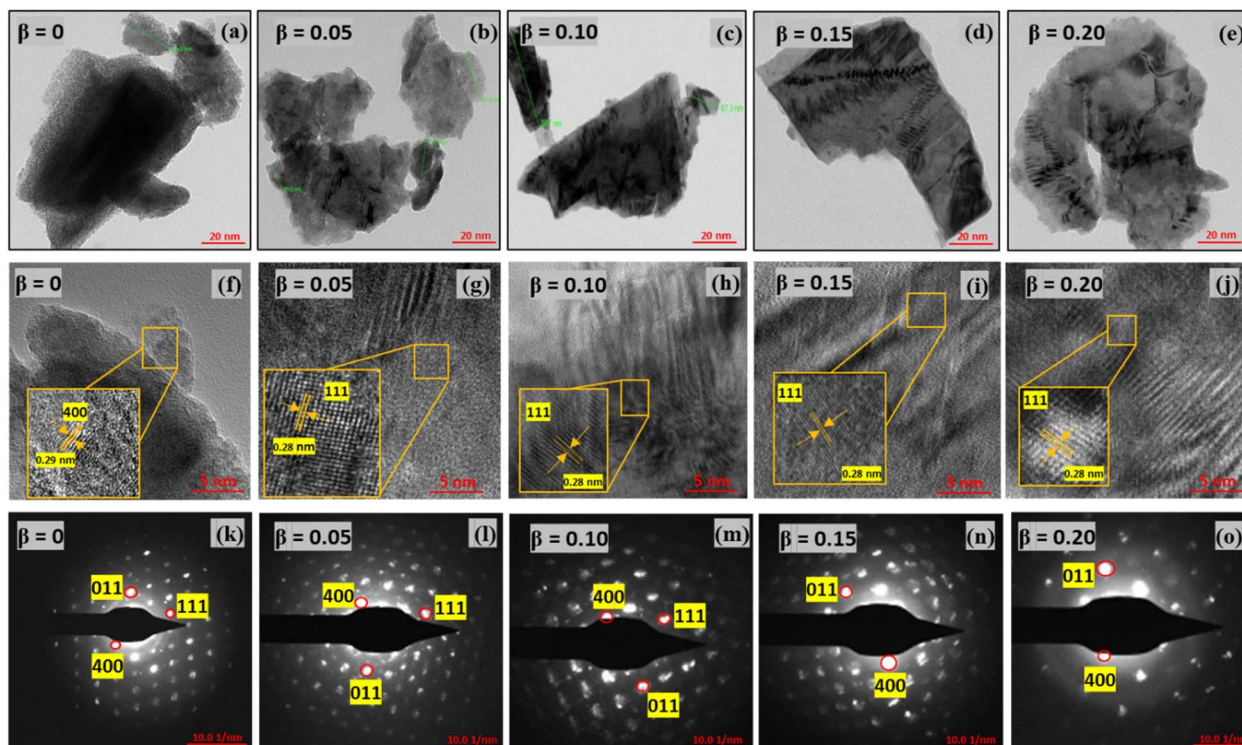 β = 0
(a)
20 nm
β = 0.05
(b)
20 nm
β = 0.10
(c)
97.3 nm
20 nm
β = 0.15
(d)
20 nm
β = 0.20
(e)
20 nm
β = 0
(f)
400
0.29 nm
5 nm
β = 0.05
(g)
111
0.28 nm
5 nm
β = 0.10
(h)
111
0.28 nm
5 nm
β = 0.15
(i)
111
0.28 nm
5 nm
β = 0.20
(j)
111
0.28 nm
5 nm
β = 0
(k)
011
111
400
10.0 1/nm
β = 0.05
(l)
400
111
011
10.0 1/nm
β = 0.10
(m)
400
111
011
10.0 1/nm
β = 0.15
(n)
011
400
10.0 1/nm
β = 0.20
(o)
011
400
10.0 1/nm